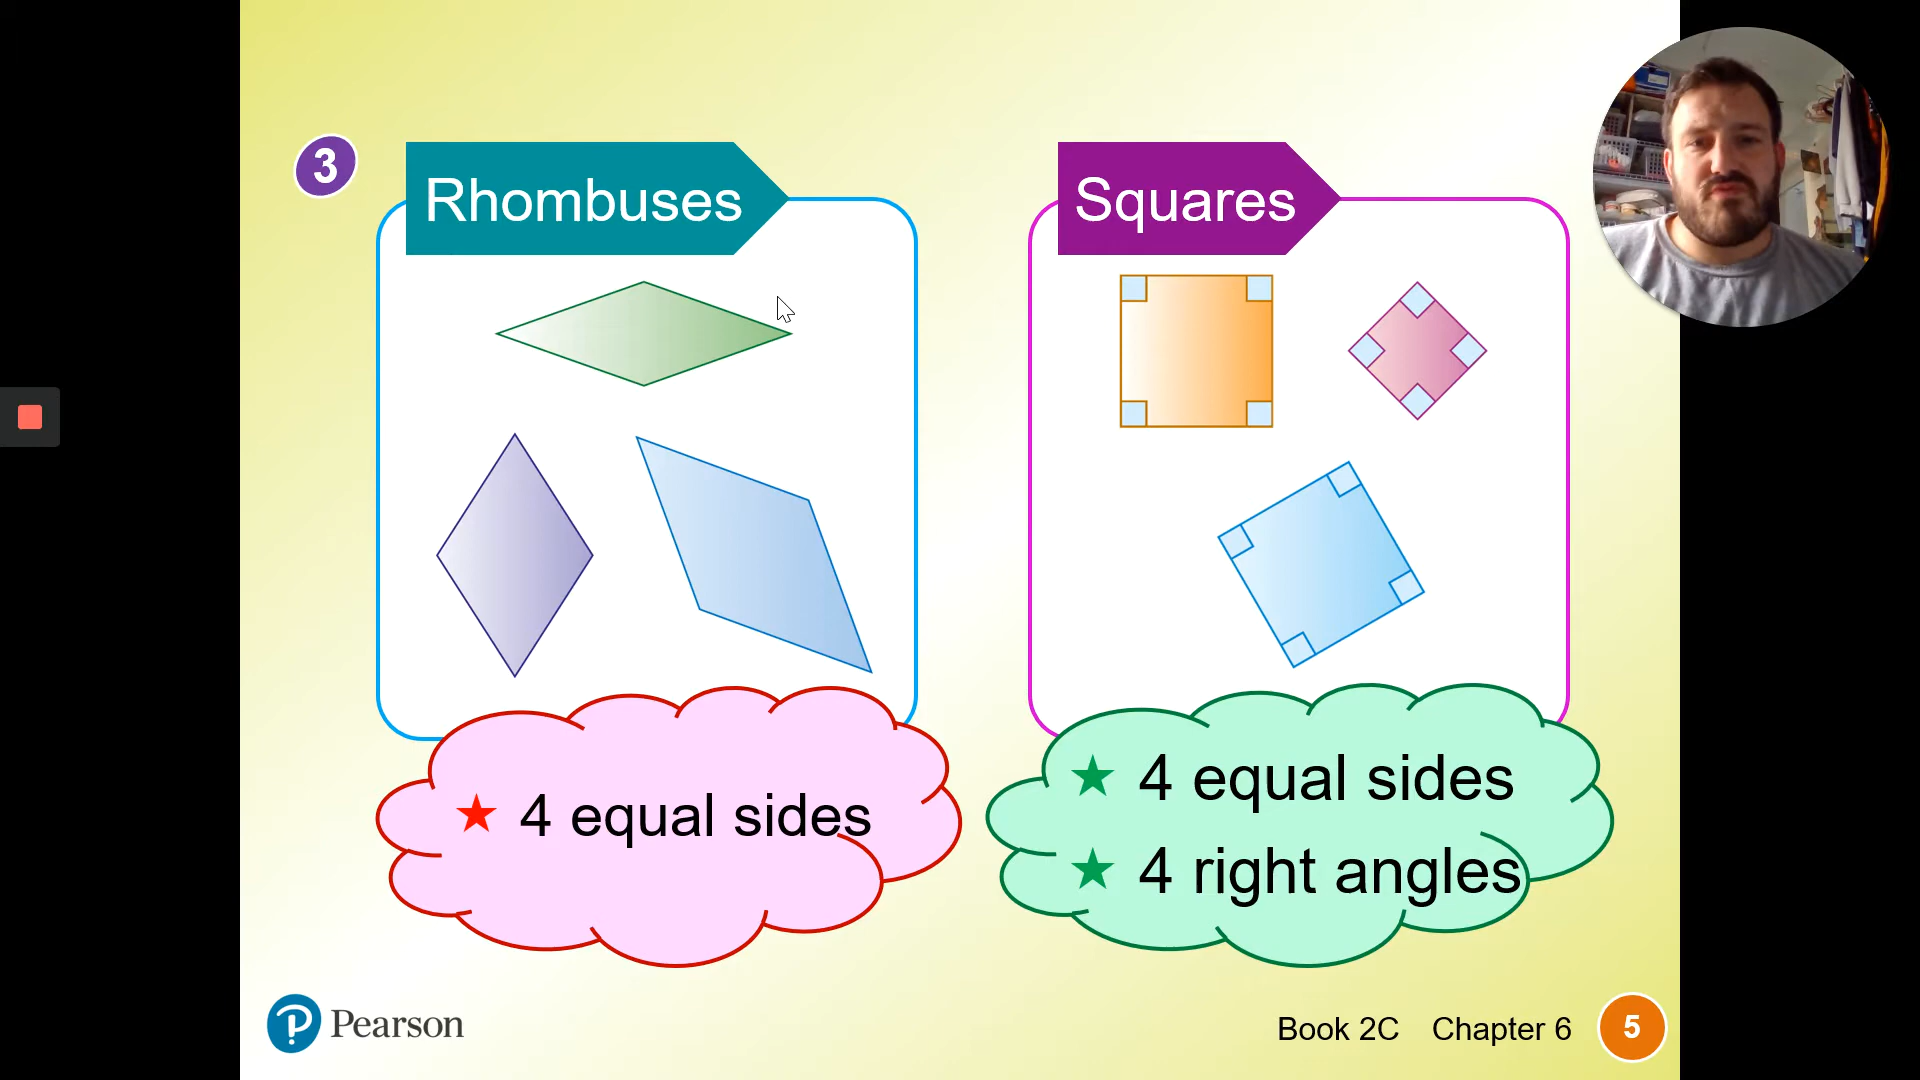 3
Rhombuses
Squares
★ 4 equal sides
★ 4 equal sides
★ 4 right angles
Pearson
Book 2C Chapter 6 5